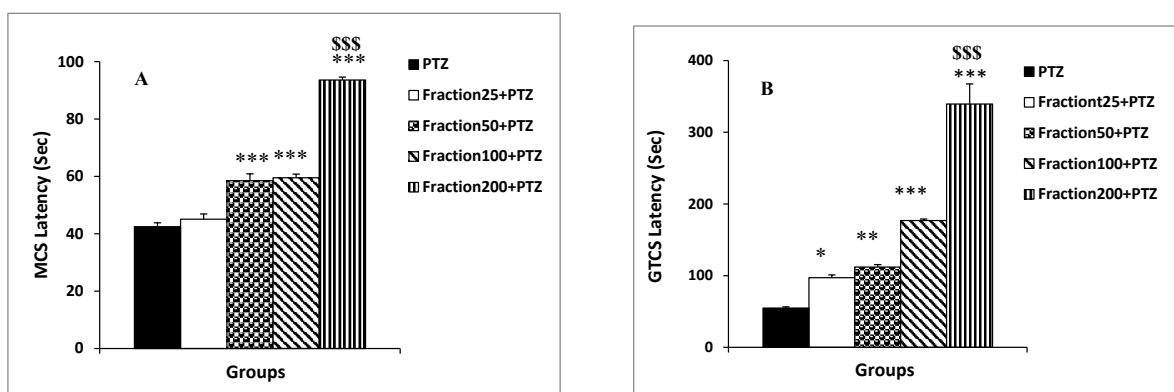 A
MCS Latency (Sec)
100
80
60
40
20
0
***
***
$$$
***
Groups
PTZ
Fraction25+PTZ
Fraction50+PTZ
Fraction100+PTZ
Fraction200+PTZ
B
GTCS Latency (Sec)
400
300
200
100
0
*
**
***
$$$
***
Groups
PTZ
Fractiont25+PTZ
Fraction50+PTZ
Fraction100+PTZ
Fraction200+PTZ